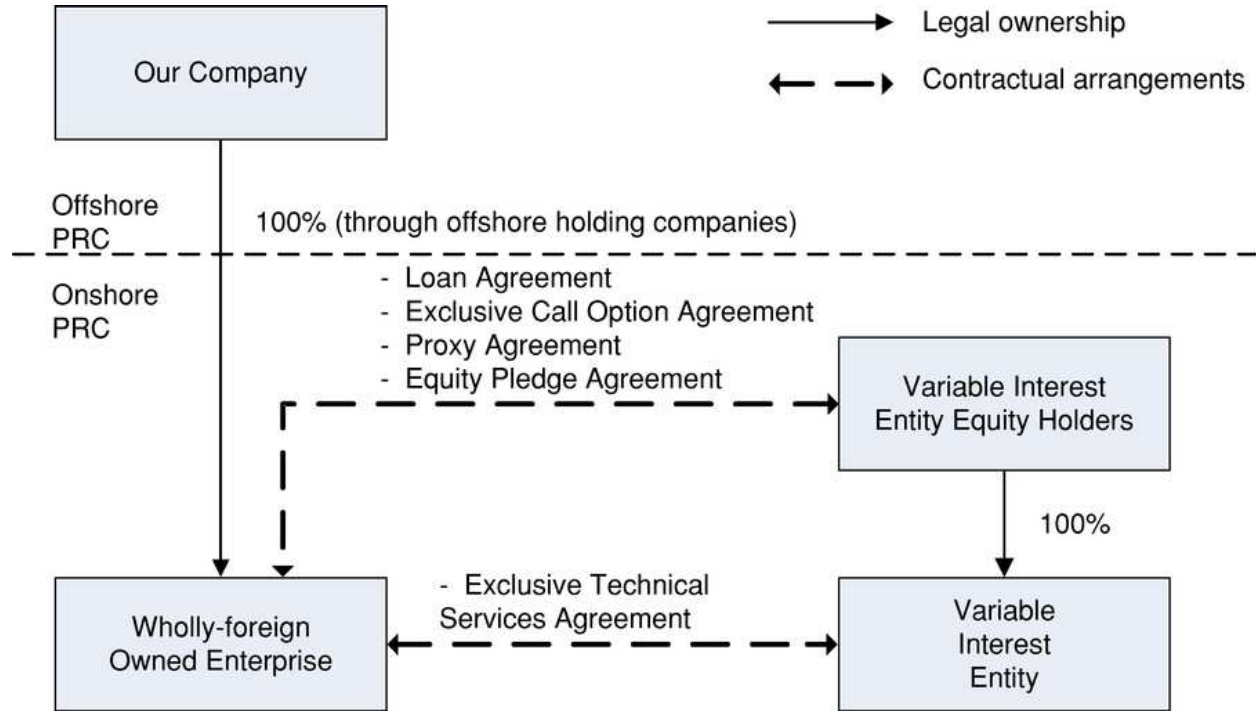 Our Company
Legal ownership
Contractual arrangements
Offshore
PRC
100% (through offshore holding companies)
Onshore
PRC
- Loan Agreement
- Exclusive Call Option Agreement
- Proxy Agreement
- Equity Pledge Agreement
Variable Interest
Entity Equity Holders
100%
- Exclusive Technical
Services Agreement
Wholly-foreign
Owned Enterprise
Variable
Interest
Entity